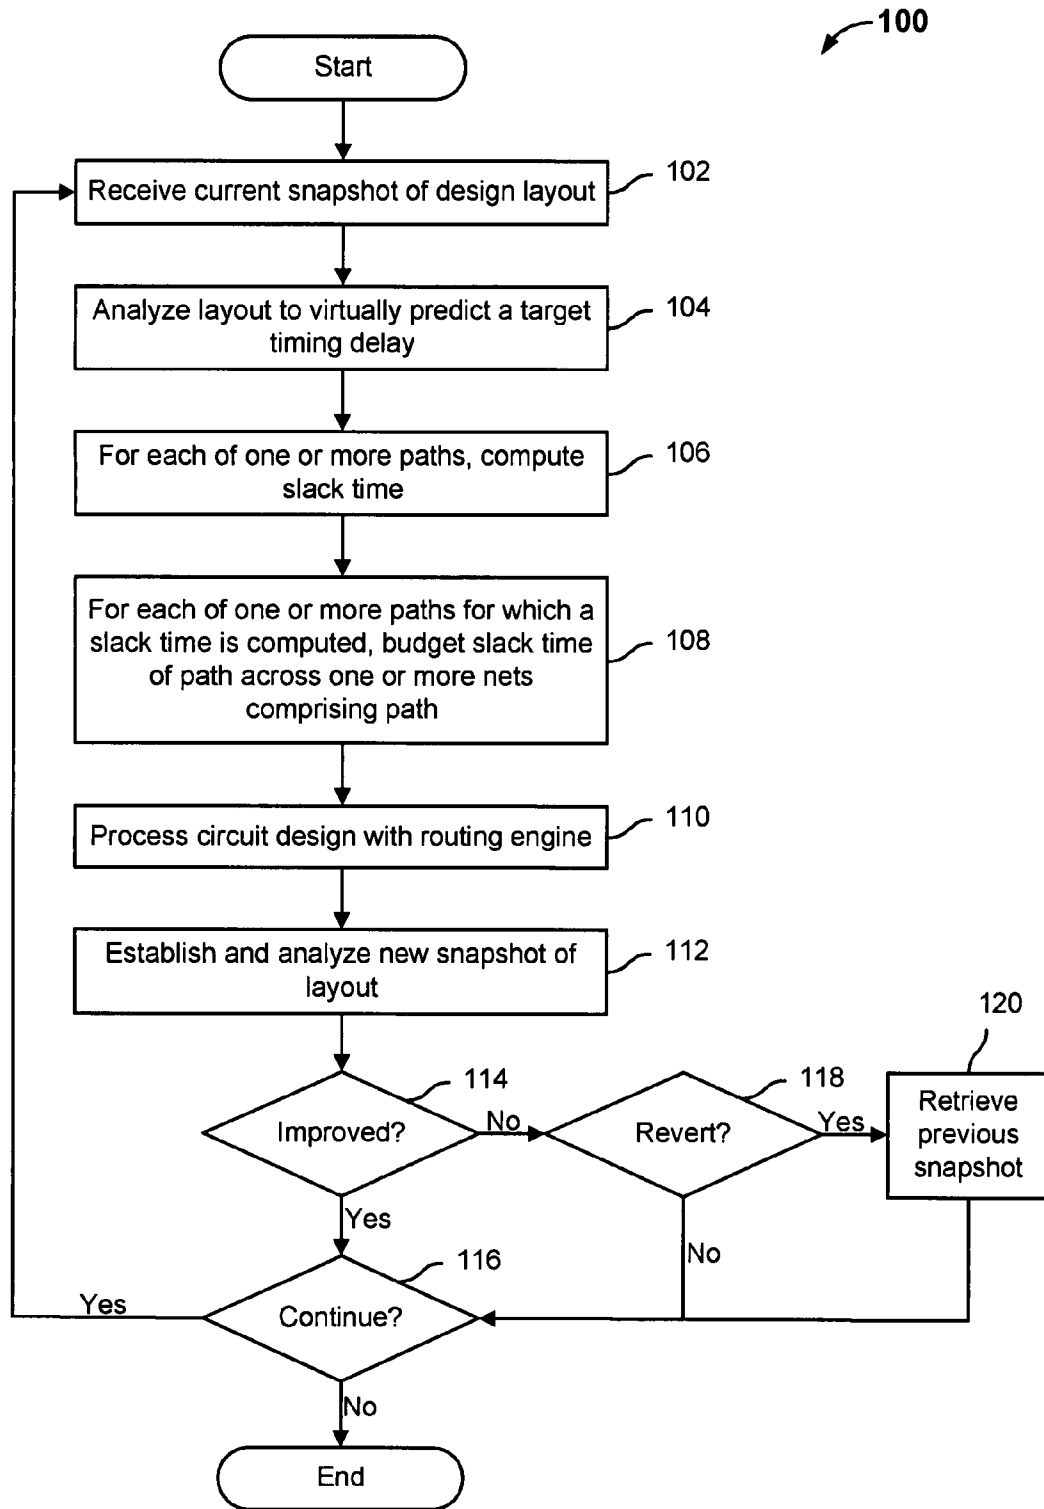 100
Start
Receive current snapshot of design layout
102
Analyze layout to virtually predict a target
timing delay
104
For each of one or more paths, compute
slack time
106
For each of one or more paths for which a
slack time is computed, budget slack time
of path across one or more nets
comprising path
108
Process circuit design with routing engine
110
Establish and analyze new snapshot of
layout
112
120
114
118
Improved?
No
Revert?
Yes
Retrieve
previous
snapshot
Yes
No
116
Yes
Continue?
No
End